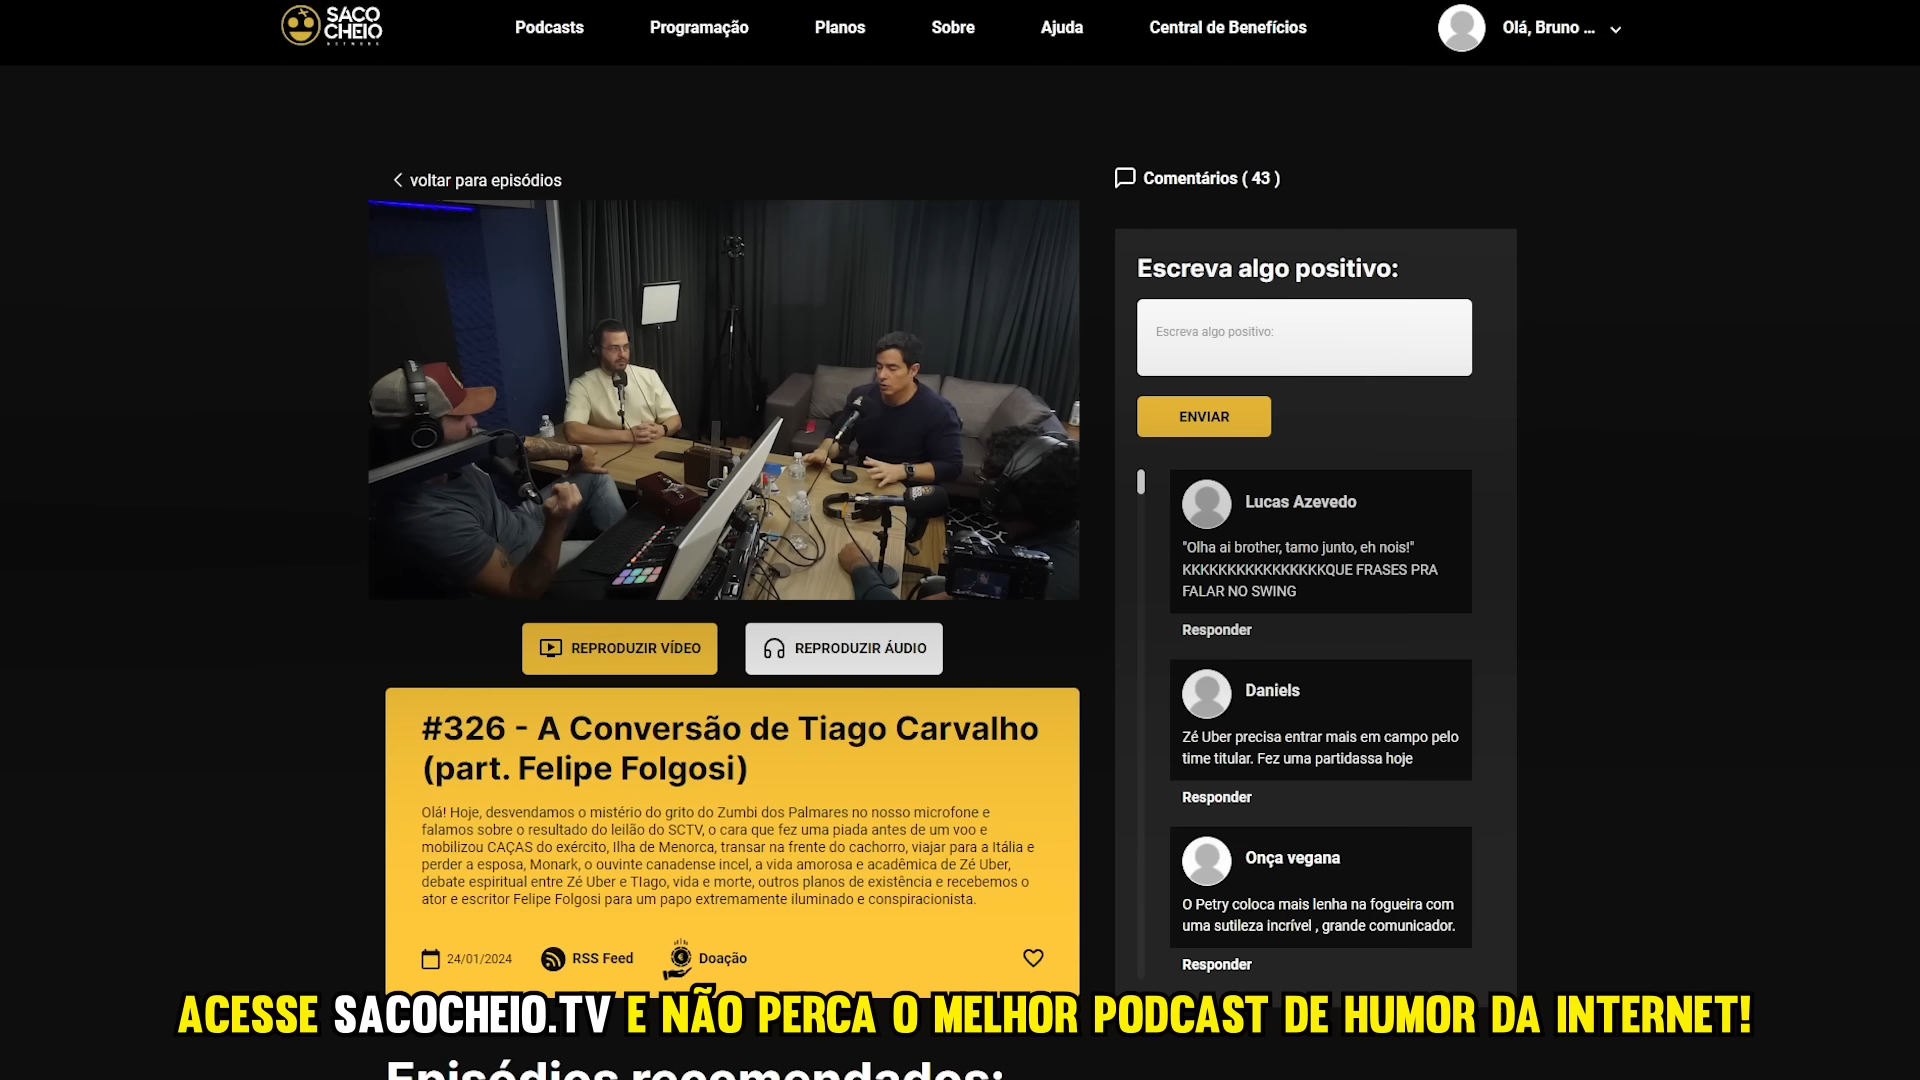 SACO
CHEIO
NETWORK
Podcasts
Programação
Planos
Sobre
Ajuda
Central de Benefícios
Olá, Bruno ...
voltar para episódios
Comentários ( 43 )
Escreva algo positivo:
Escreva algo positivo:
ENVIAR
Lucas Azevedo
"Olha ai brother, tamo junto, eh nois!"
KKKKKKKKKKKKKKKKQUE FRASES PRA
FALAR NO SWING
Responder
Daniels
Zé Uber precisa entrar mais em campo pelo
time titular. Fez uma partidassa hoje
Responder
Onça vegana
O Petry coloca mais lenha na fogueira com
uma sutileza incrível , grande comunicador.
Responder
REPRODUZIR VÍDEO
REPRODUZIR ÁUDIO
#326 - A Conversão de Tiago Carvalho
(part. Felipe Folgosi)
Olá! Hoje, desvendamos o mistério do grito do Zumbi dos Palmares no nosso microfone e
falamos sobre o resultado do leilão do SCTV, o cara que fez uma piada antes de um voo e
mobilizou CAÇAS do exército, Ilha de Menorca, transar na frente do cachorro, viajar para a Itália e
perder a esposa, Monark, o ouvinte canadense incel, a vida amorosa e acadêmica de Zé Uber,
debate espiritual entre Zé Uber e TIago, vida e morte, outros planos de existência e recebemos o
ator e escritor Felipe Folgosi para um papo extremamente iluminado e conspiracionista.
24/01/2024
RSS Feed
Doação
ACESSE SACOCHEIO.TV E NÃO PERCA O MELHOR PODCAST DE HUMOR DA INTERNET!
Episódios recomendados: